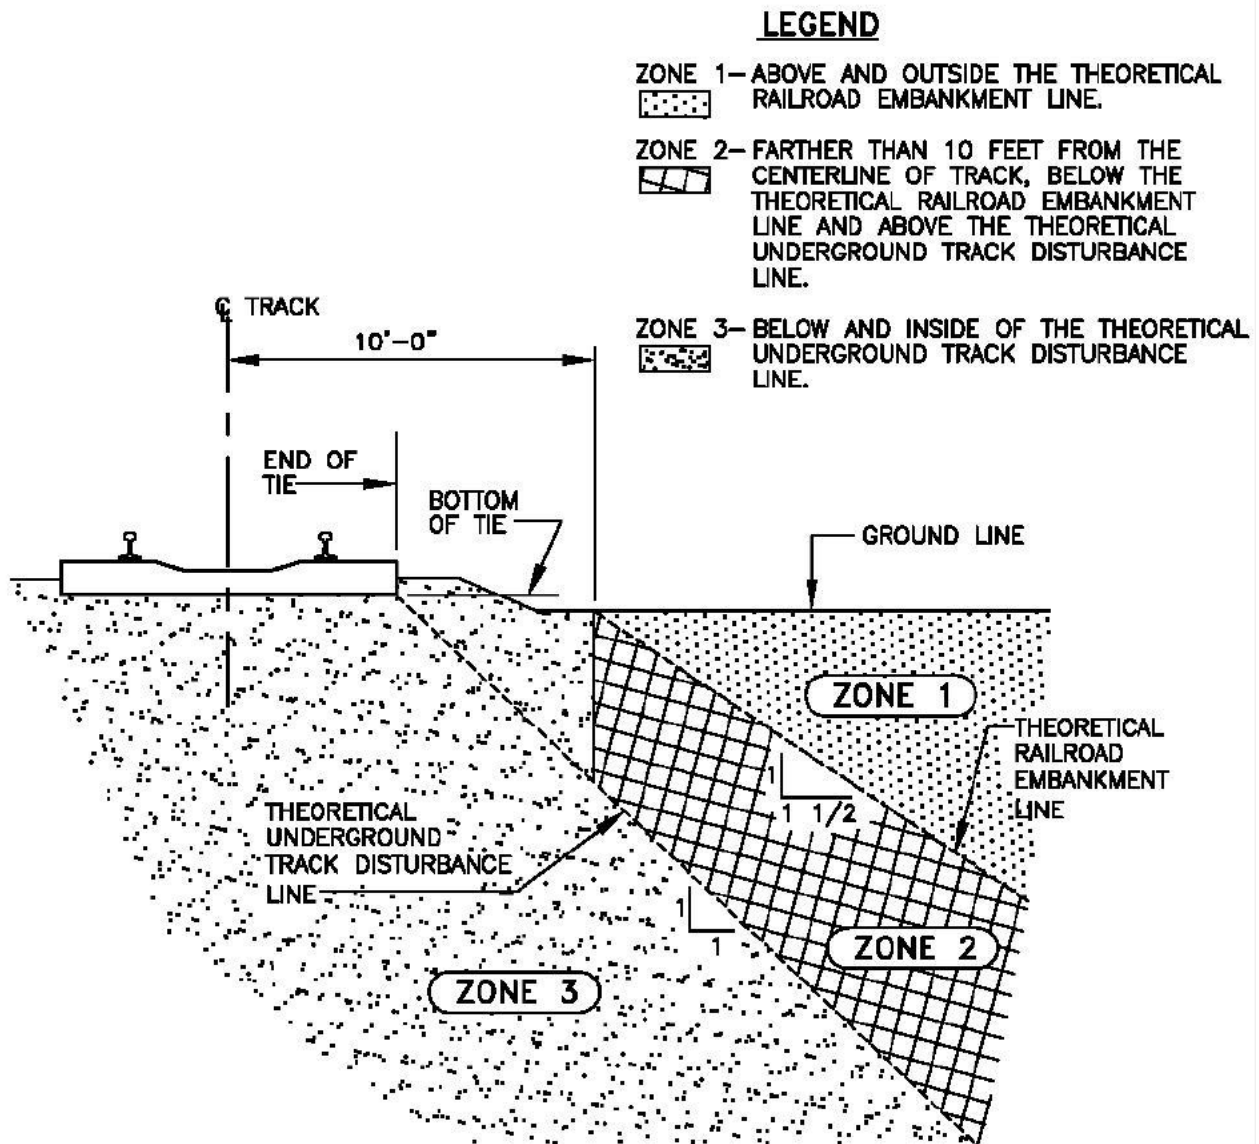 LEGEND
ZONE 1- ABOVE AND OUTSIDE THE THEORETICAL
RAILROAD EMBANKMENT LINE.
ZONE 2- FARTHER THAN 10 FEET FROM THE
CENTERLINE OF TRACK, BELOW THE
THEORETICAL RAILROAD EMBANKMENT
LINE AND ABOVE THE THEORETICAL
UNDERGROUND TRACK DISTURBANCE
LINE.
ZONE 3- BELOW AND INSIDE OF THE THEORETICAL
UNDERGROUND TRACK DISTURBANCE
LINE.
℄ TRACK
10'-0"
END OF
TIE
BOTTOM
OF TIE
GROUND LINE
ZONE 1
THEORETICAL
RAILROAD
EMBANKMENT
LINE
1
1 1/2
THEORETICAL
UNDERGROUND
TRACK DISTURBANCE
LINE
1
1
ZONE 2
ZONE 3